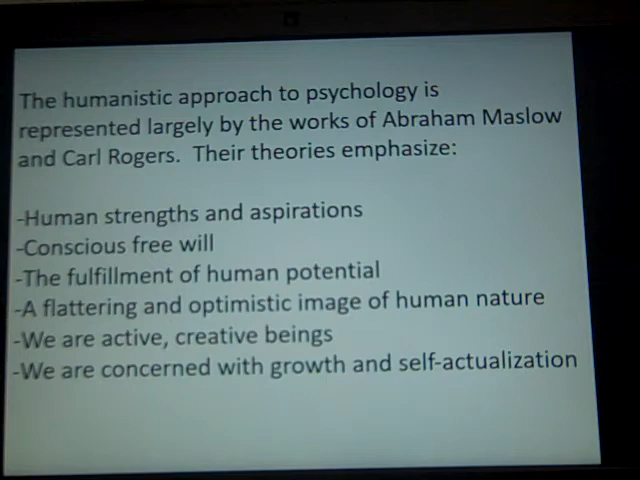 The humanistic approach to psychology is
represented largely by the works of Abraham Maslow
and Carl Rogers.  Their theories emphasize:
-Human strengths and aspirations
-Conscious free will
-The fulfillment of human potential
-A flattering and optimistic image of human nature
-We are active, creative beings
-We are concerned with growth and self-actualization